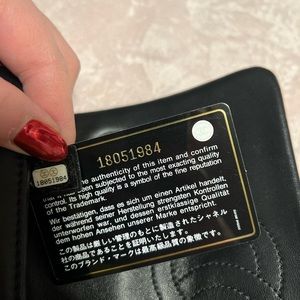 18051984
18051984
the authenticity of this item and confirm
been subjected to the most exacting quality
control. Its high quality is a symbol of the fine reputation
of the Trademark.
Wir bestätigen, dass es sich um einen Artikel handelt,
der während seiner Herstellung strengsten Kontrollen
unterworfen war, und dessen erstklassige Qualität
dem hohen Ansehen unserer Marke entspricht.
この製品は厳しい管理のもとに製造されたシャネル
社の商品であることを証明いたします。
このブランド・マークは最高級品質の象徴です。